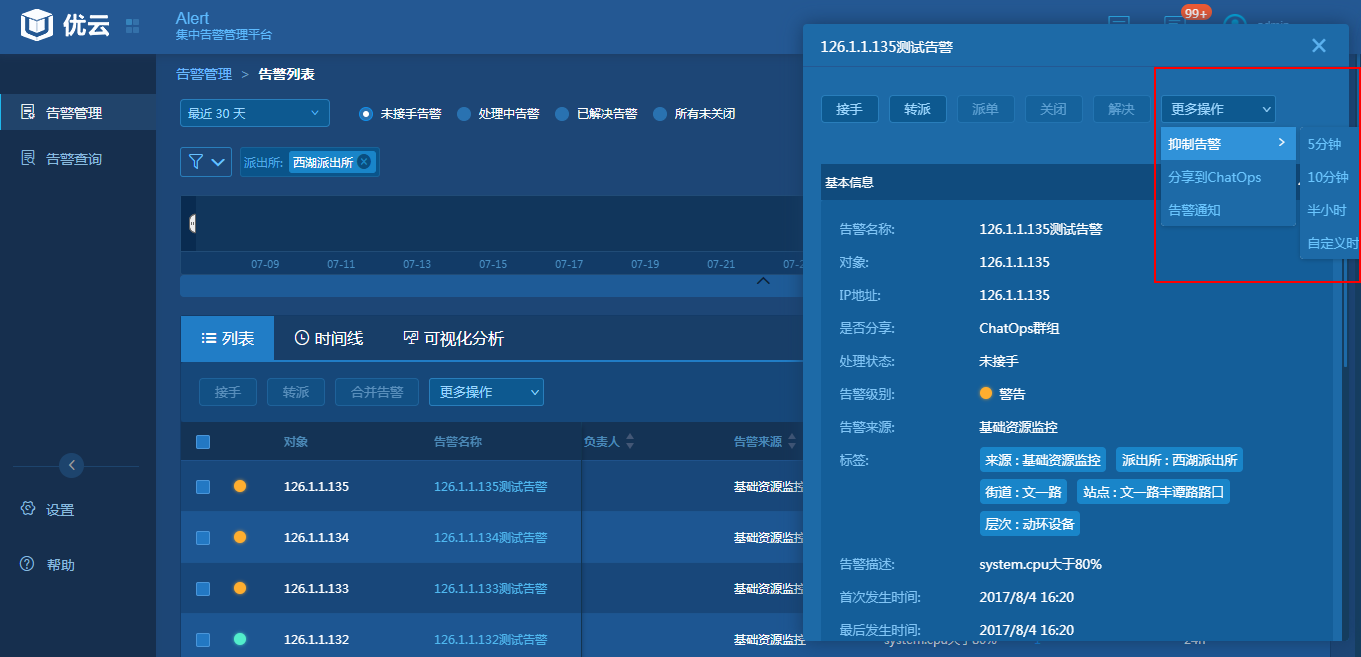 优云
Alert
集中告警管理平台
99+
admin
告警管理
告警查询
设置
帮助
告警管理 > 告警列表
最近 30 天
未接手告警
处理中告警
已解决告警
所有未关闭
派出所: 西湖派出所
07-09 07-11 07-13 07-15 07-17 07-19 07-21 07-2
列表 时间线 可视化分析
接手 转派 合并告警 更多操作
对象 告警名称 负责人 告警来源
126.1.1.135 126.1.1.135测试告警 基础资源监控
126.1.1.134 126.1.1.134测试告警 基础资源监控
126.1.1.133 126.1.1.133测试告警 基础资源监控
126.1.1.132 126.1.1.132测试告警 基础资源监控 system.cpu大于80% 24h
126.1.1.135测试告警
接手 转派 派单 关闭 解决 更多操作
抑制告警
分享到ChatOps
告警通知
5分钟
10分钟
半小时
自定义时
基本信息
告警名称: 126.1.1.135测试告警
对象: 126.1.1.135
IP地址: 126.1.1.135
是否分享: ChatOps群组
处理状态: 未接手
告警级别: 警告
告警来源: 基础资源监控
标签: 来源 : 基础资源监控 派出所 : 西湖派出所
街道 : 文一路 站点 : 文一路丰谭路路口
层次 : 动环设备
告警描述: system.cpu大于80%
首次发生时间: 2017/8/4 16:20
最后发生时间: 2017/8/4 16:20